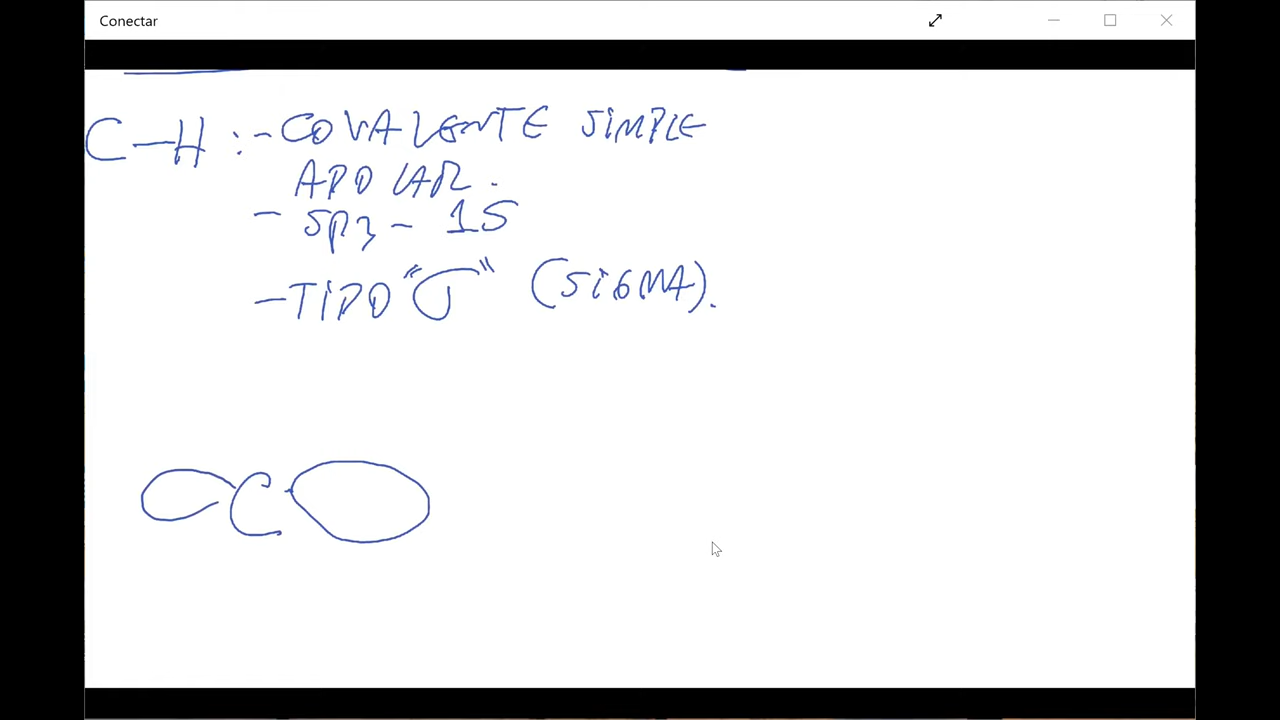 Conectar
C-H :- COVALENTE SIMPLE
APOLAR.
- SP3 - 1S
- TIPO "σ" (SIGMA).
C